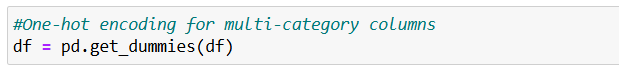 #One-hot encoding for multi-category columns
df = pd.get_dummies(df)